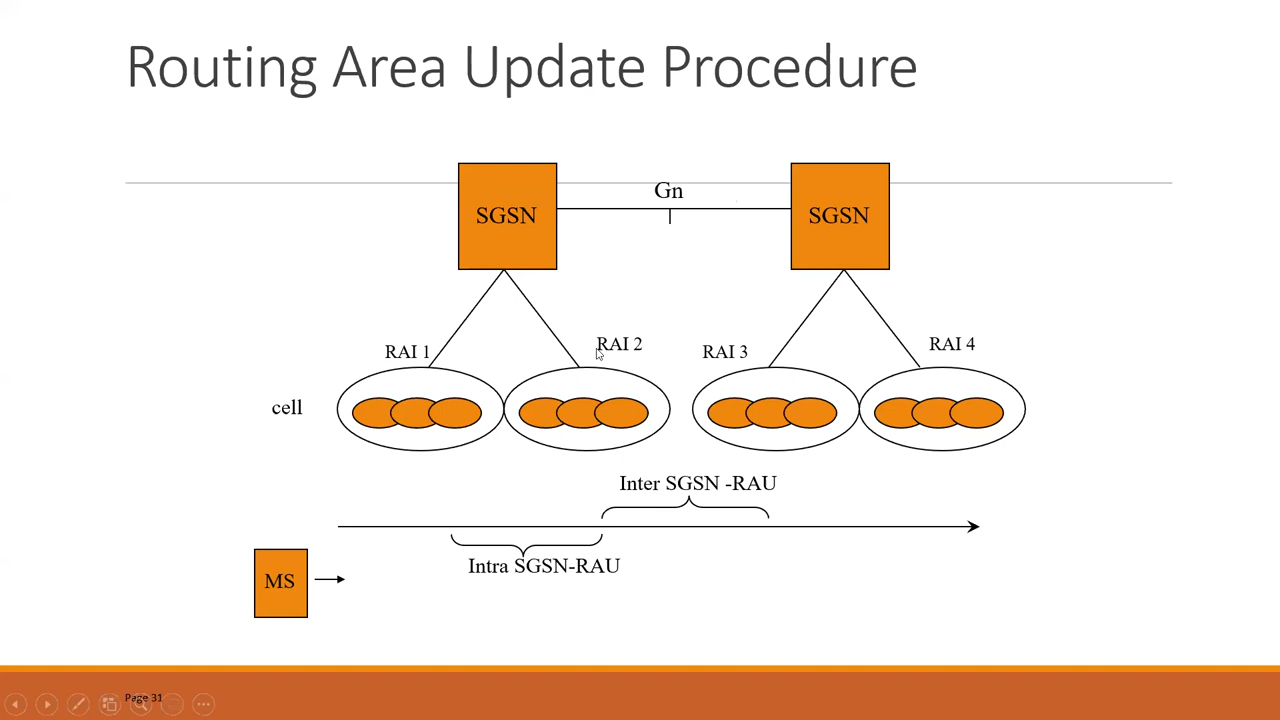 Routing Area Update Procedure
Gn
SGSN
SGSN
RAI 1
RAI 2
RAI 3
RAI 4
cell
Inter SGSN -RAU
Intra SGSN-RAU
MS
Page 31